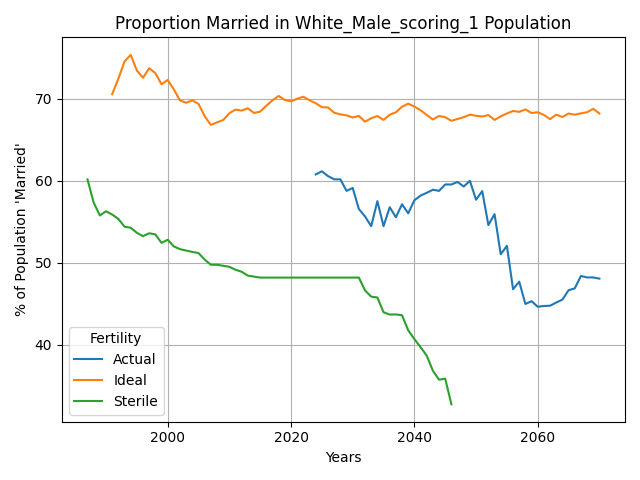 Proportion Married in White_Male_scoring_1 Population
% of Population 'Married'
70
60
50
40
Fertility
Actual
Ideal
Sterile
2000
2020
2040
2060
Years